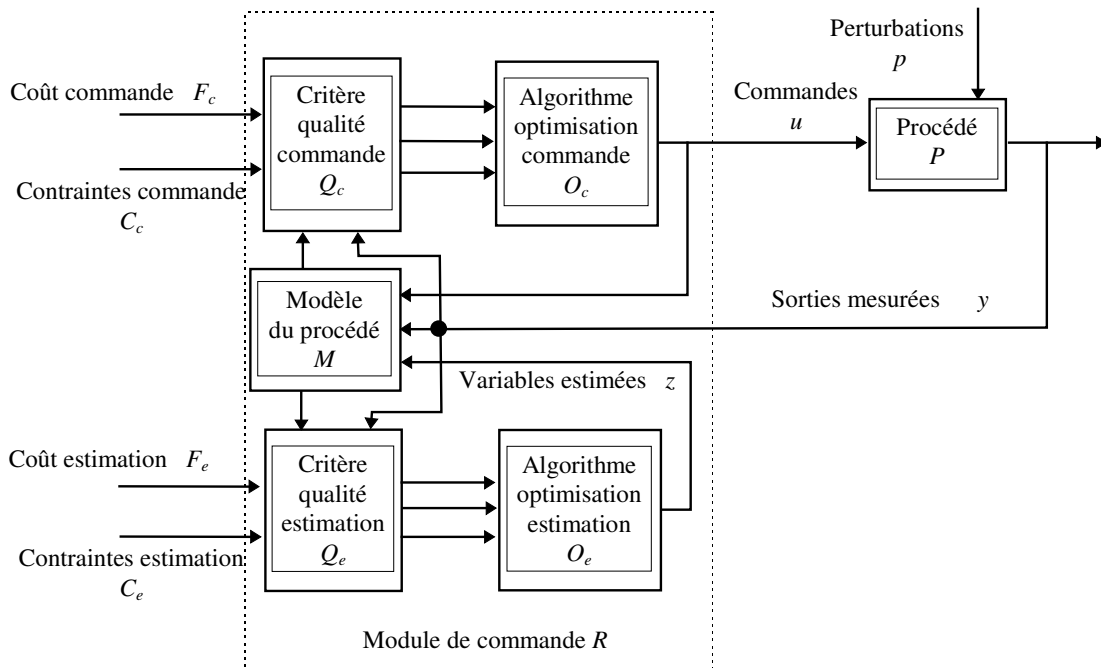 Perturbations
p
Coût commande F_c
Critère
qualité
commande
Q_c
Algorithme
optimisation
commande
O_c
Commandes
u
Procédé
P
Contraintes commande
C_c
Modèle
du procédé
M
Sorties mesurées y
Variables estimées z
Coût estimation F_e
Critère
qualité
estimation
Q_e
Algorithme
optimisation
estimation
O_e
Contraintes estimation
C_e
Module de commande R